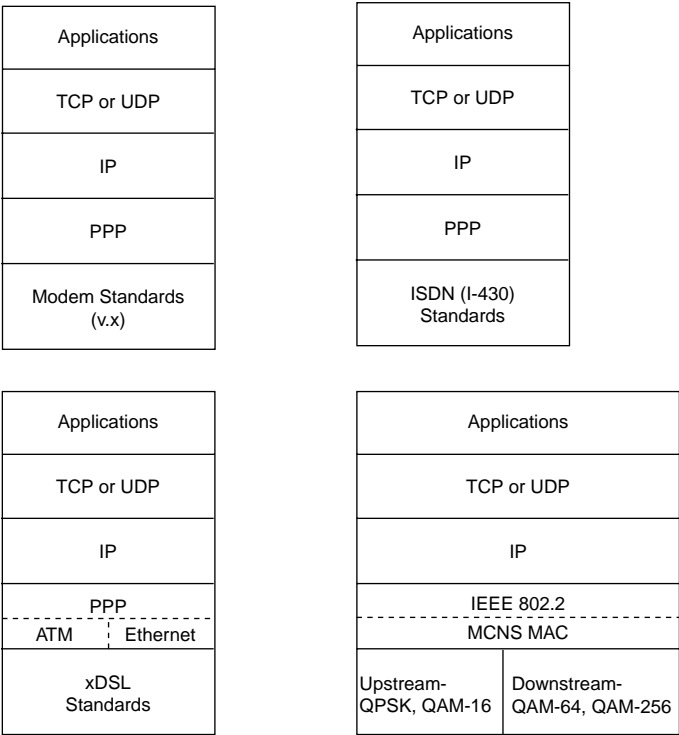 Applications
TCP or UDP
IP
PPP
Modem Standards
(v.x)
Applications
TCP or UDP
IP
PPP
ISDN (I-430)
Standards
Applications
TCP or UDP
IP
PPP
ATM
Ethernet
xDSL
Standards
Applications
TCP or UDP
IP
IEEE 802.2
MCNS MAC
Upstream-
QPSK, QAM-16
Downstream-
QAM-64, QAM-256